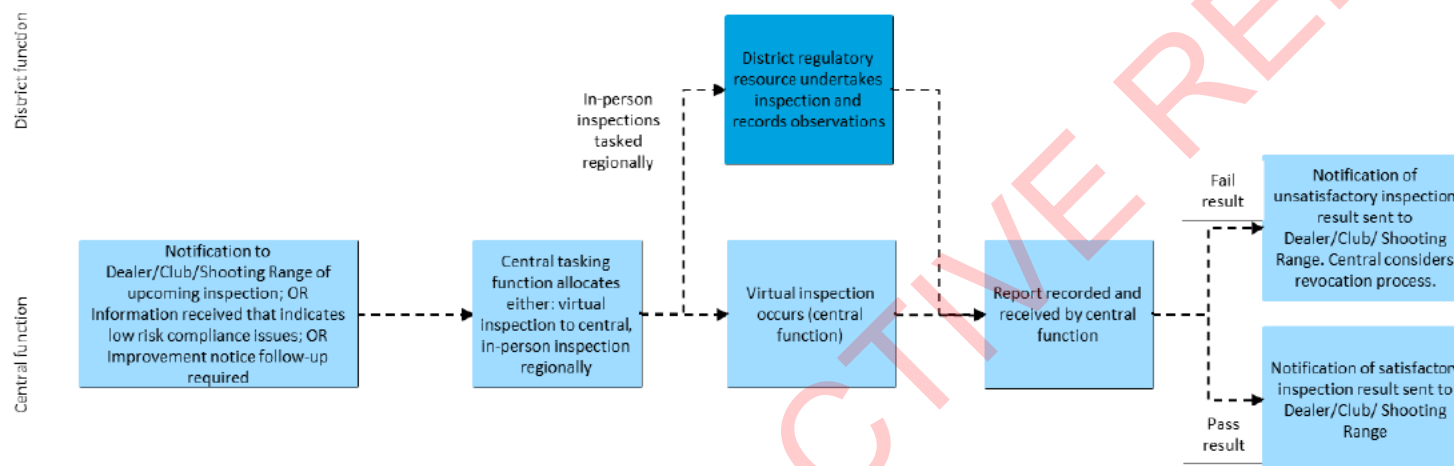 District function
Central function
Notification to
Dealer/Club/Shooting Range of
upcoming inspection; OR
Information received that indicates
low risk compliance issues; OR
Improvement notice follow-up
required
Central tasking
function allocates
either: virtual
inspection to central,
in-person inspection
regionally
In-person
inspections
tasked
regionally
District regulatory
resource undertakes
inspection and
records observations
Virtual inspection
occurs (central
function)
Report recorded and
received by central
function
Fail
result
Notification of
unsatisfactory inspection
result sent to
Dealer/Club/ Shooting
Range. Central considers
revocation process.
Pass
result
Notification of satisfactory
inspection result sent to
Dealer/Club/ Shooting
Range
CTIVE RE